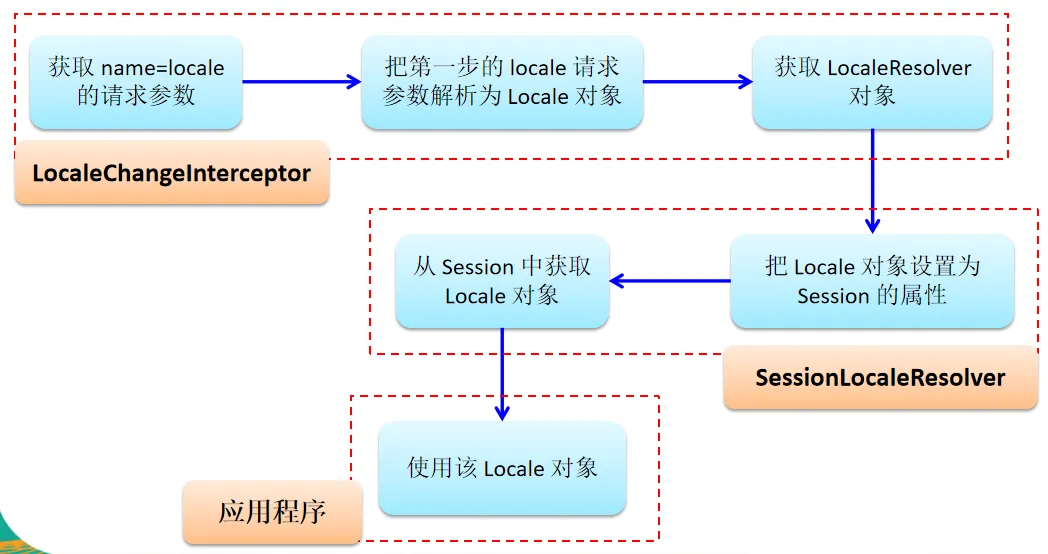 获取 name=locale
的请求参数
把第一步的 locale 请求
参数解析为 Locale 对象
获取 LocaleResolver
对象
LocaleChangeInterceptor
从 Session 中获取
Locale 对象
把 Locale 对象设置为
Session 的属性
SessionLocaleResolver
使用该 Locale 对象
应用程序